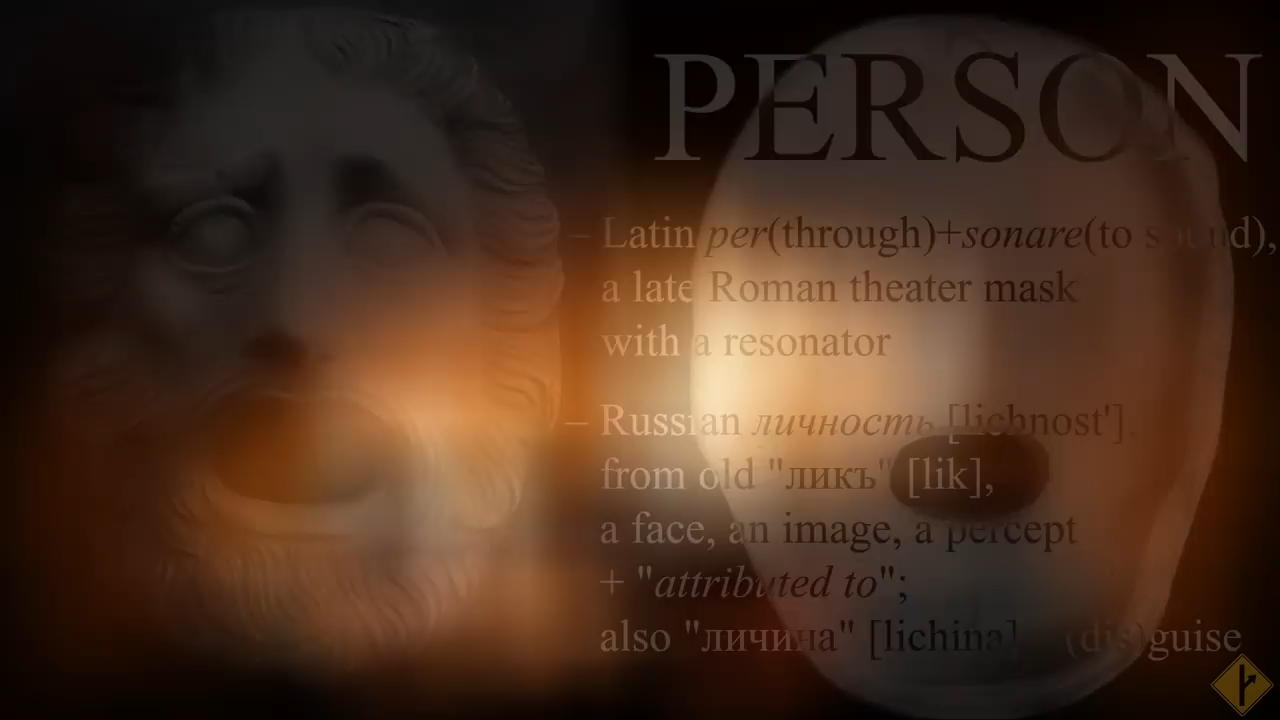 PERSON
– Latin per(through)+sonare(to sound),
a late Roman theater mask
with a resonator
– Russian личность [lichnost'].
from old "ликъ" [lik],
a face, an image, a percept
+ "attributed to";
also "личина" [lichina] (dis)guise